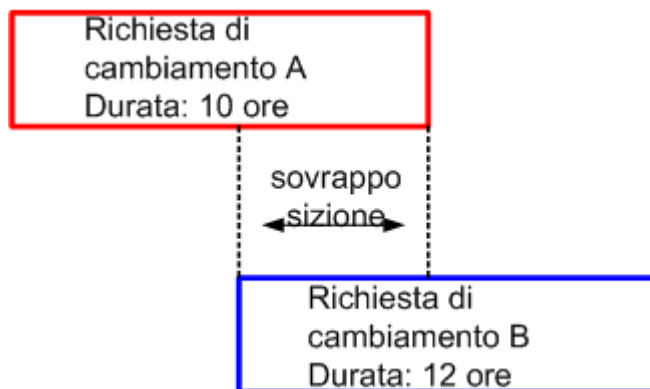 Richiesta di
cambiamento A
Durata: 10 ore
sovrappo
sizione
Richiesta di
cambiamento B
Durata: 12 ore